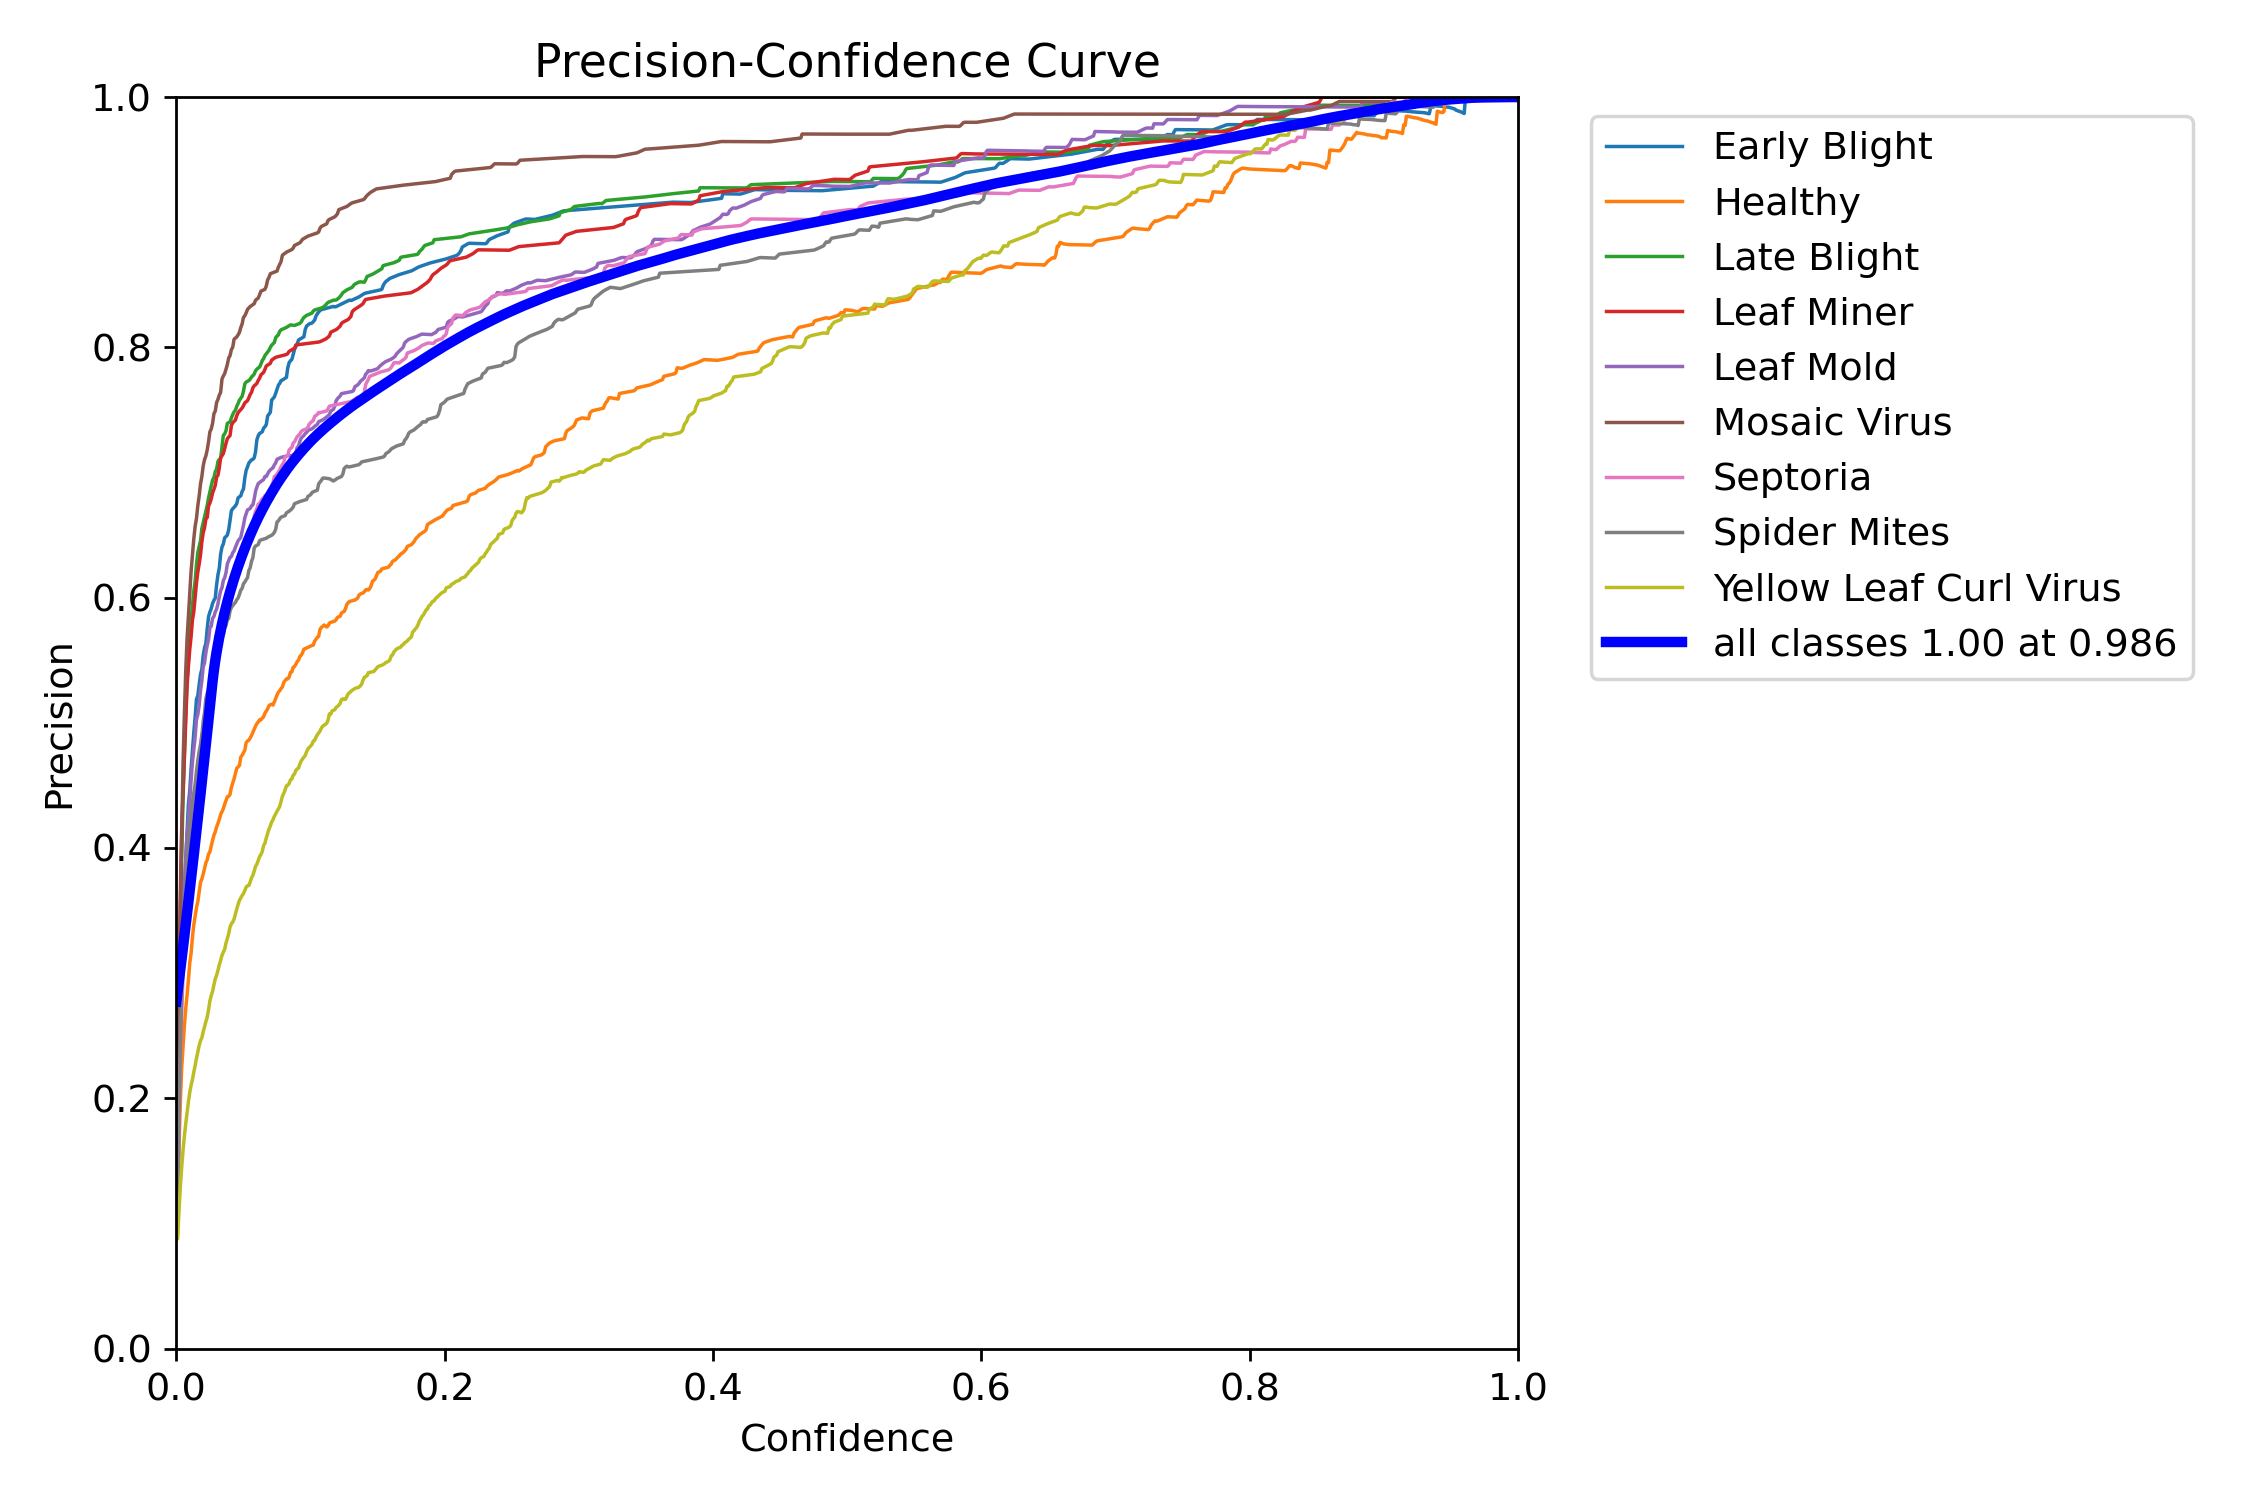 Precision-Confidence Curve
1.0
0.8
0.6
0.4
0.2
0.0
Precision
0.0 0.2 0.4 0.6 0.8 1.0
Confidence
Early Blight
Healthy
Late Blight
Leaf Miner
Leaf Mold
Mosaic Virus
Septoria
Spider Mites
Yellow Leaf Curl Virus
all classes 1.00 at 0.986